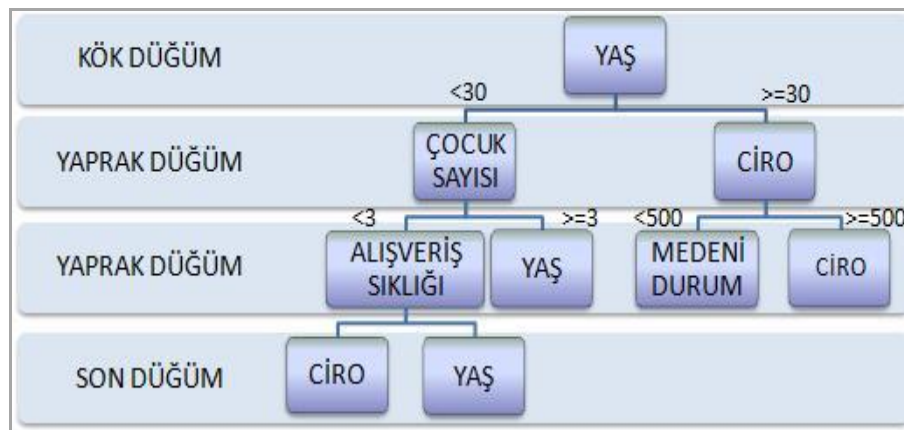 KÖK DÜĞÜM
YAŞ
<30
>=30
YAPRAK DÜĞÜM
ÇOCUK
SAYISI
CİRO
<3
>=3
<500
>=500
YAPRAK DÜĞÜM
ALIŞVERİŞ
SIKLIĞI
YAŞ
MEDENİ
DURUM
CİRO
SON DÜĞÜM
CİRO
YAŞ